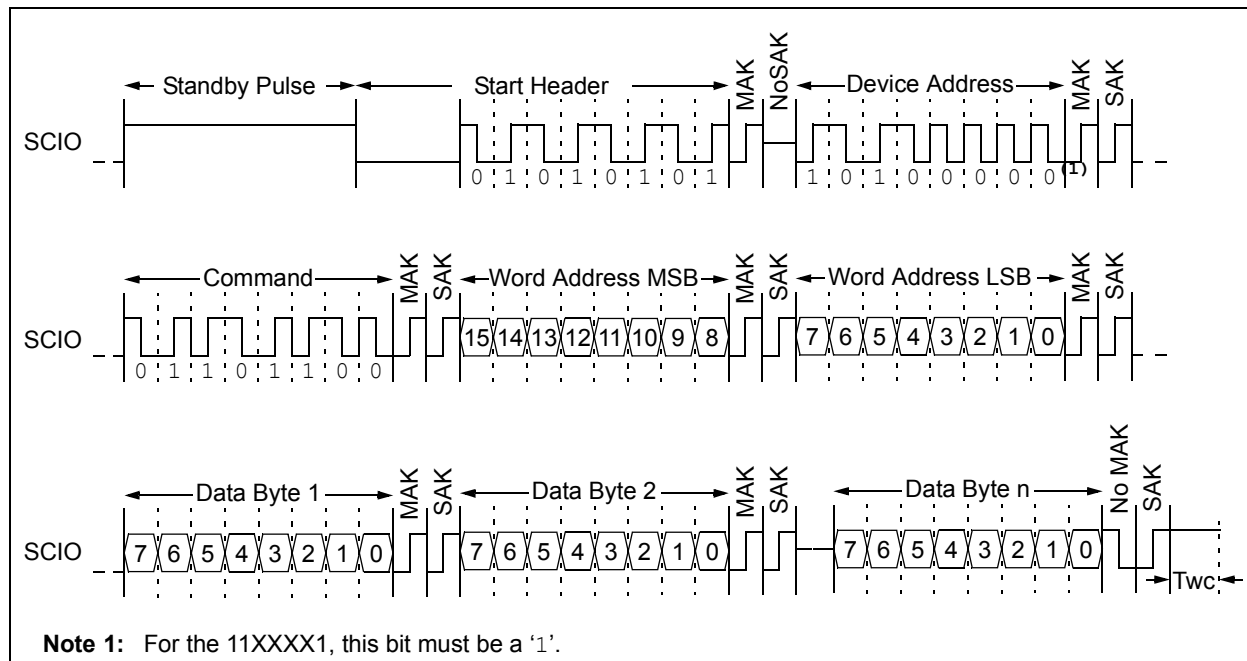 Standby Pulse Start Header MAK NoSAK Device Address MAK SAK
SCIO
0 1 0 1 0 1 0 1 1 0 1 0 0 0 0 0(1)
Command MAK SAK Word Address MSB MAK SAK Word Address LSB MAK SAK
SCIO 15 14 13 12 11 10 9 8 7 6 5 4 3 2 1 0
0 1 1 0 1 1 0 0
Data Byte 1 MAK SAK Data Byte 2 MAK SAK Data Byte n No MAK SAK
SCIO 7 6 5 4 3 2 1 0 7 6 5 4 3 2 1 0 7 6 5 4 3 2 1 0
Twc
Note 1: For the 11XXXX1, this bit must be a ‘1’.